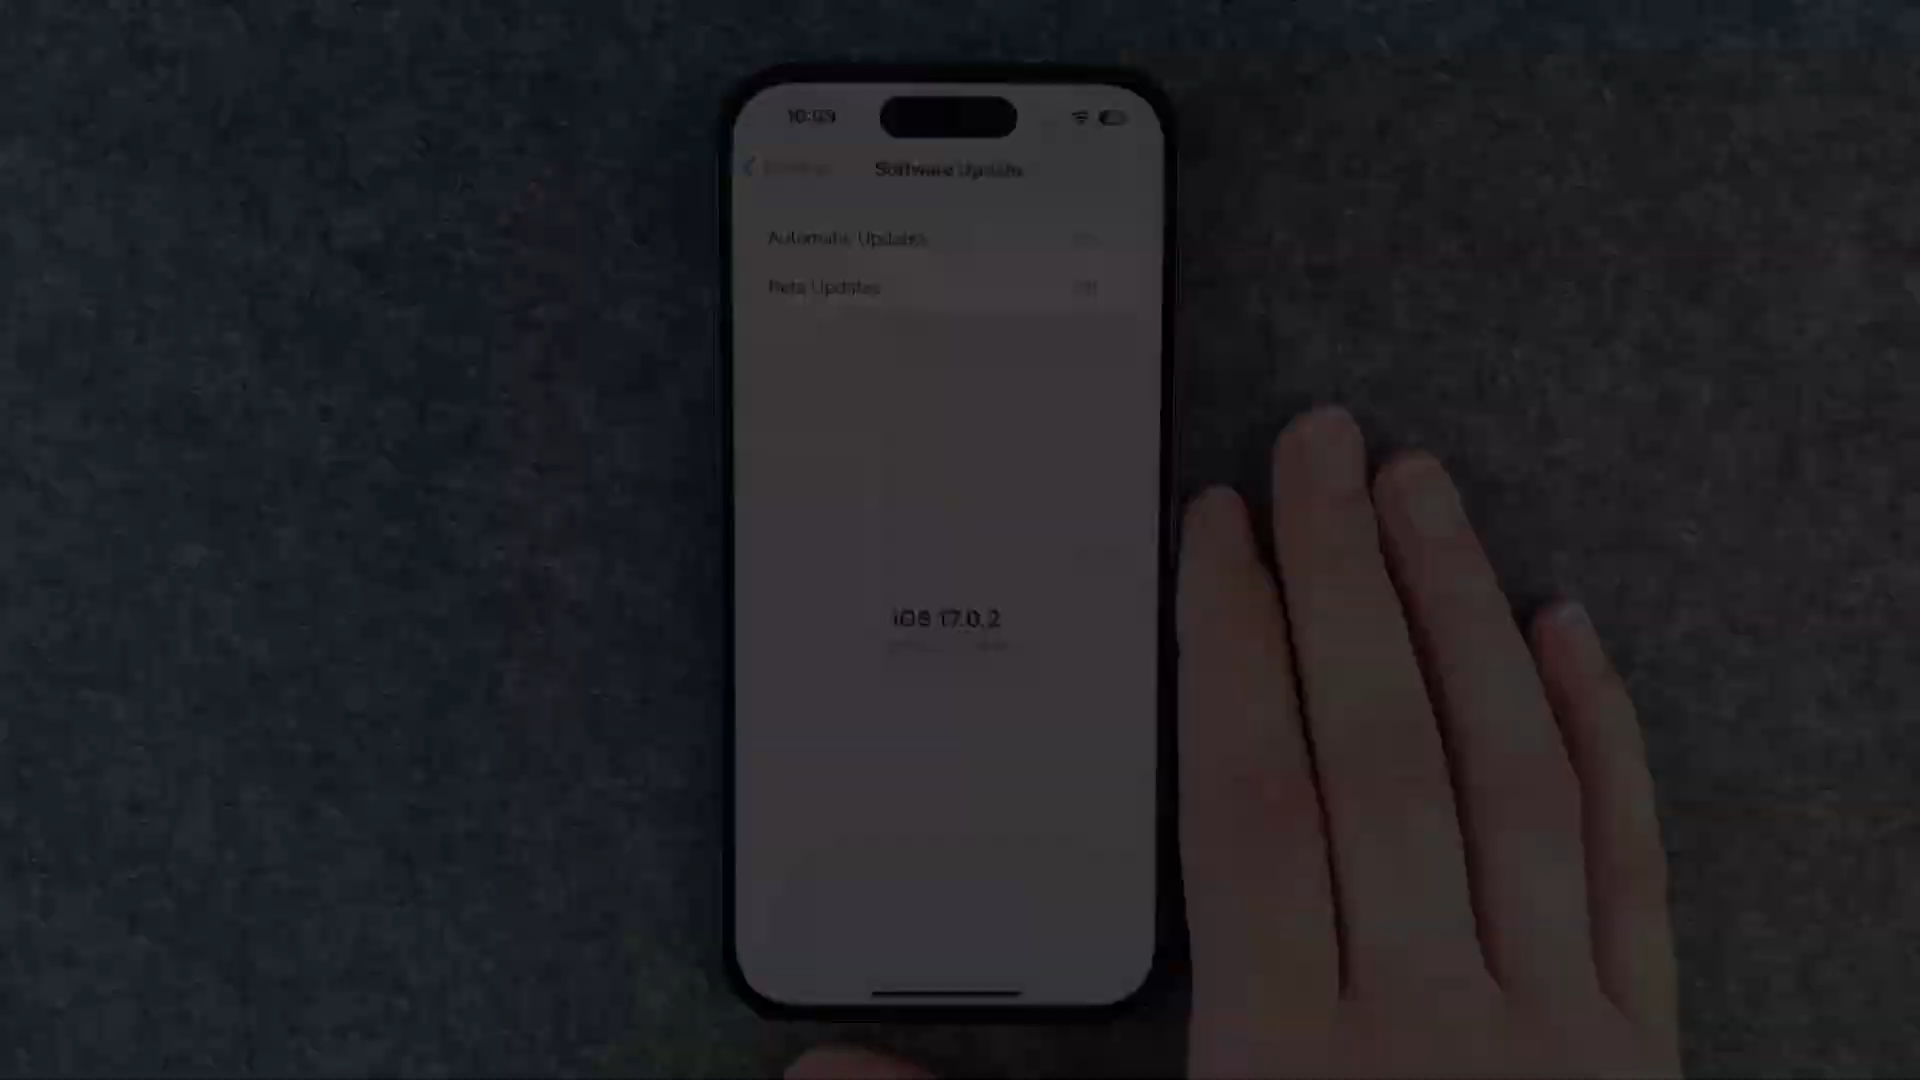 10:09
Software Update
Automatic Updates
Beta Updates
iOS 17.0.2